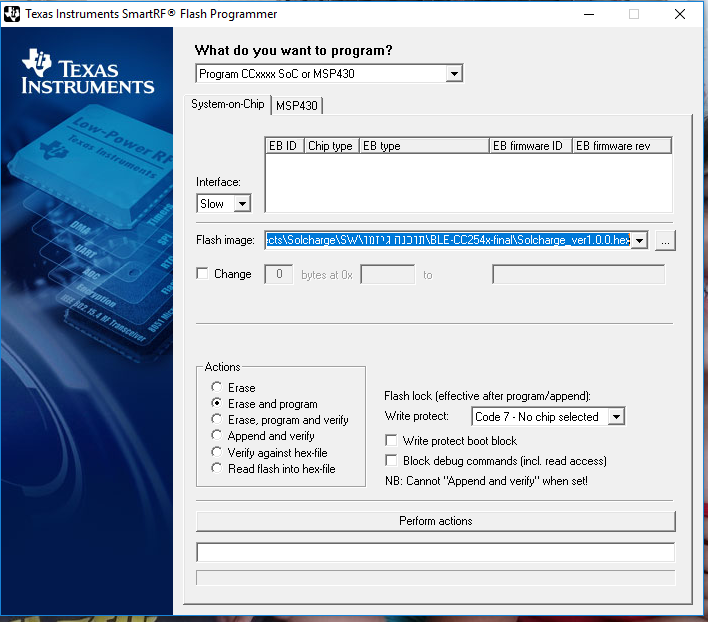 Texas Instruments SmartRF® Flash Programmer
TEXAS
INSTRUMENTS
Low-Power RF
Texas Instruments
DMA
UART
ADC
Encryption
IEEE 802.15.4 RF Transceiver
8051
What do you want to program?
Program CCxxxx SoC or MSP430
System-on-Chip
MSP430
EB ID
Chip type
EB type
EB firmware ID
EB firmware rev
Interface:
Slow
Flash image:
ects\Solcharge\SW\תוכנה גיזמו\BLE-CC254x-final\Solcharge_ver1.0.0.hex
...
Change
0
bytes at 0x
to
Actions
Erase
Erase and program
Erase, program and verify
Append and verify
Verify against hex-file
Read flash into hex-file
Flash lock (effective after program/append):
Write protect:
Code 7 - No chip selected
Write protect boot block
Block debug commands (incl. read access)
NB: Cannot "Append and verify" when set!
Perform actions